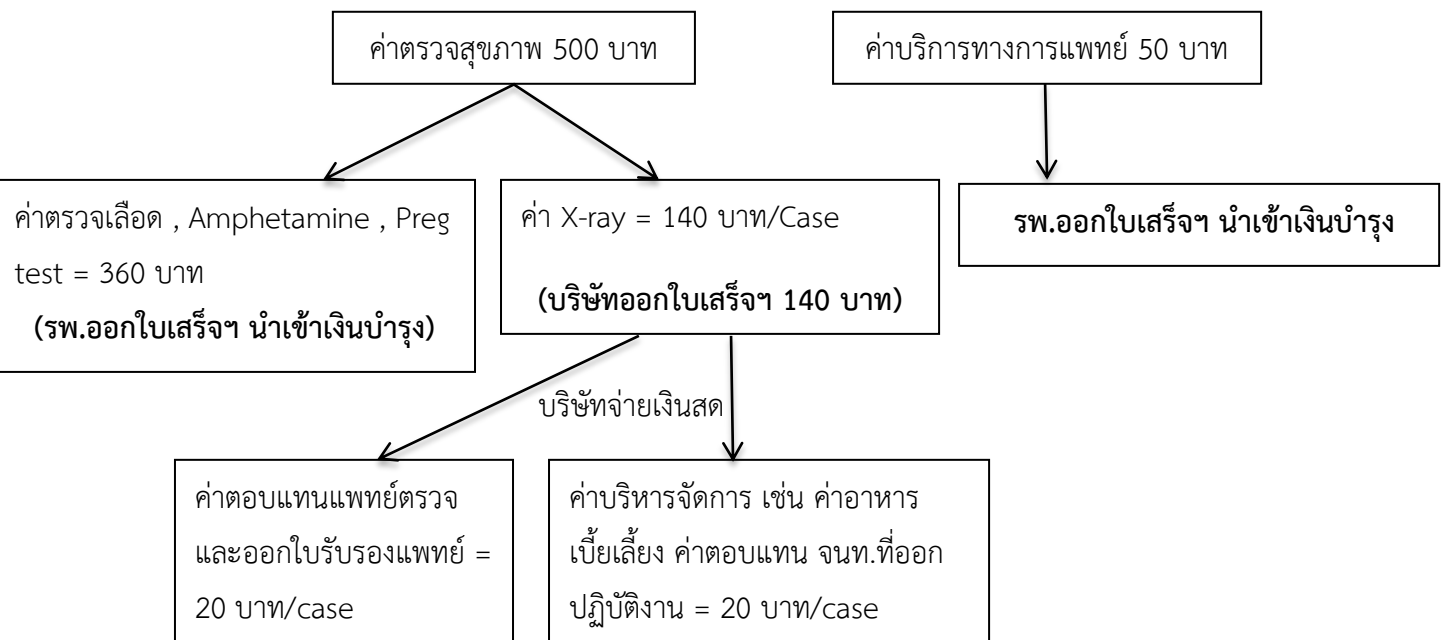 ค่าตรวจสุขภาพ 500 บาท
ค่าบริการทางการแพทย์ 50 บาท
ค่าตรวจเลือด , Amphetamine , Preg
test = 360 บาท
(รพ.ออกใบเสร็จฯ นำเข้าเงินบำรุง)
ค่า X-ray = 140 บาท/Case
(บริษัทออกใบเสร็จฯ 140 บาท)
รพ.ออกใบเสร็จฯ นำเข้าเงินบำรุง
บริษัทจ่ายเงินสด
ค่าตอบแทนแพทย์ตรวจ
และออกใบรับรองแพทย์ =
20 บาท/case
ค่าบริหารจัดการ เช่น ค่าอาหาร
เบี้ยเลี้ยง ค่าตอบแทน จนท.ที่ออก
ปฏิบัติงาน = 20 บาท/case